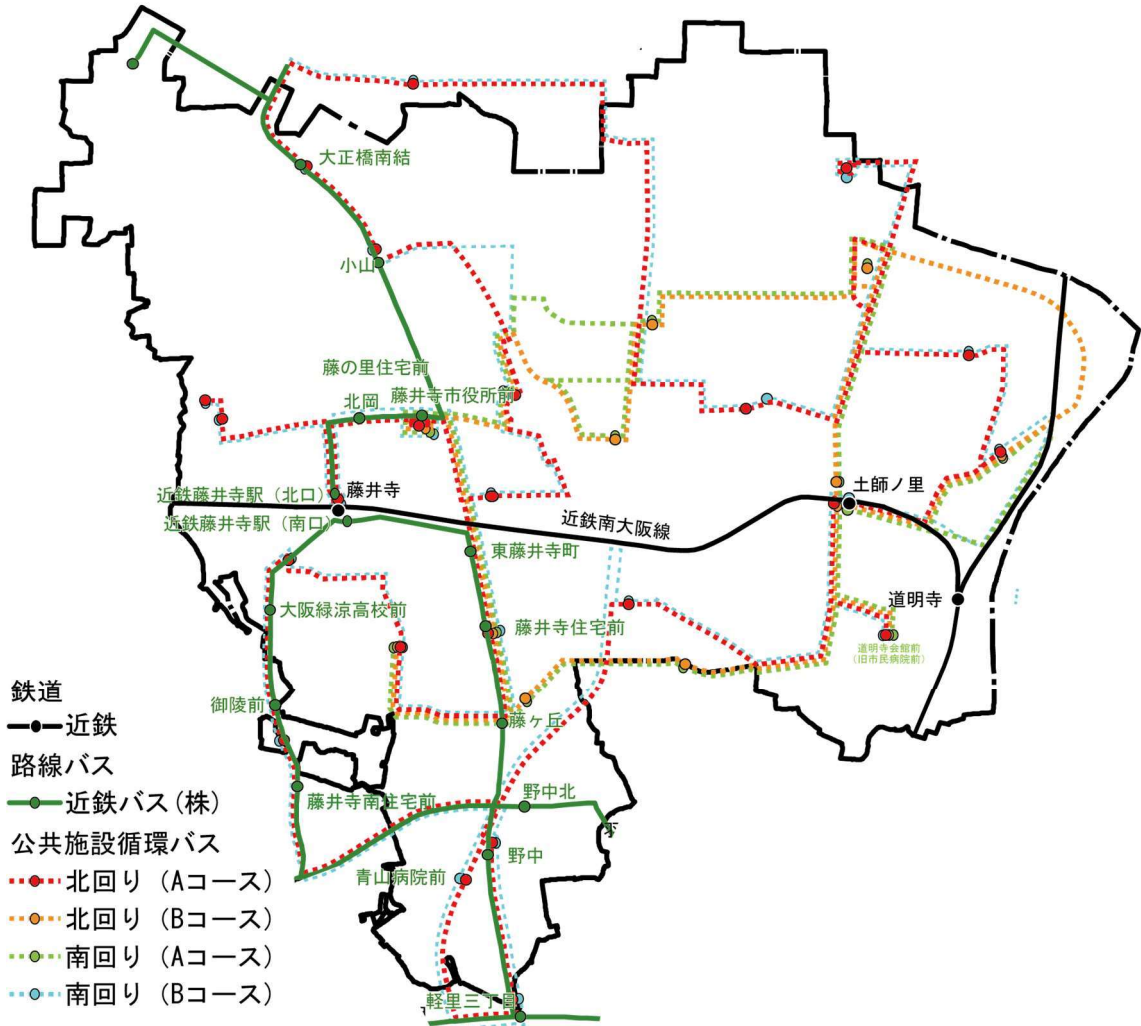 大正橋南結
小山
藤の里住宅前
北岡
藤井寺市役所前
近鉄藤井寺駅（北口）
藤井寺
近鉄藤井寺駅（南口）
近鉄南大阪線
土師ノ里
東藤井寺町
道明寺
大阪緑涼高校前
藤井寺住宅前
道明寺会館前
（旧市民病院前）
御陵前
藤ヶ丘
藤井寺南住宅前
野中北
野中
青山病院前
軽里三丁目
鉄道
近鉄
路線バス
近鉄バス（株）
公共施設循環バス
北回り（Aコース）
北回り（Bコース）
南回り（Aコース）
南回り（Bコース）